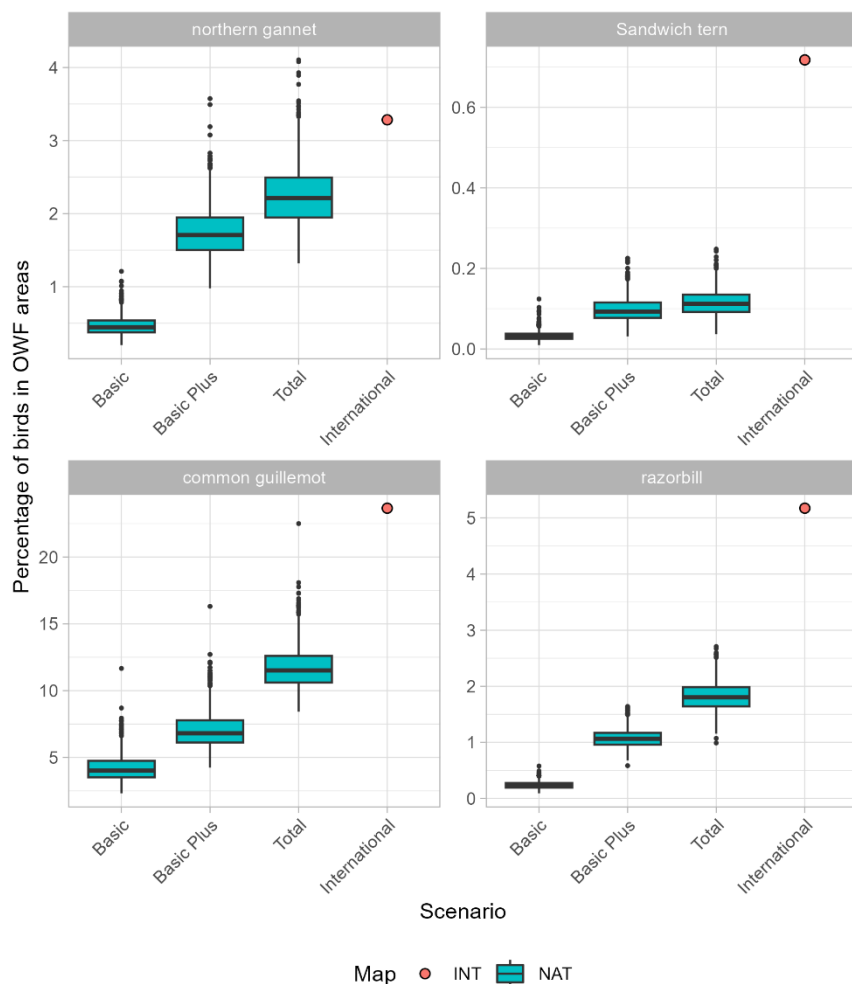 northern gannet
Sandwich tern
4
3
2
1
0.6
0.4
0.2
0.0
Basic
Basic Plus
Total
International
Basic
Basic Plus
Total
International
Percentage of birds in OWF areas
common guillemot
razorbill
20
15
10
5
5
4
3
2
1
0
Basic
Basic Plus
Total
International
Basic
Basic Plus
Total
International
Scenario
Map INT NAT